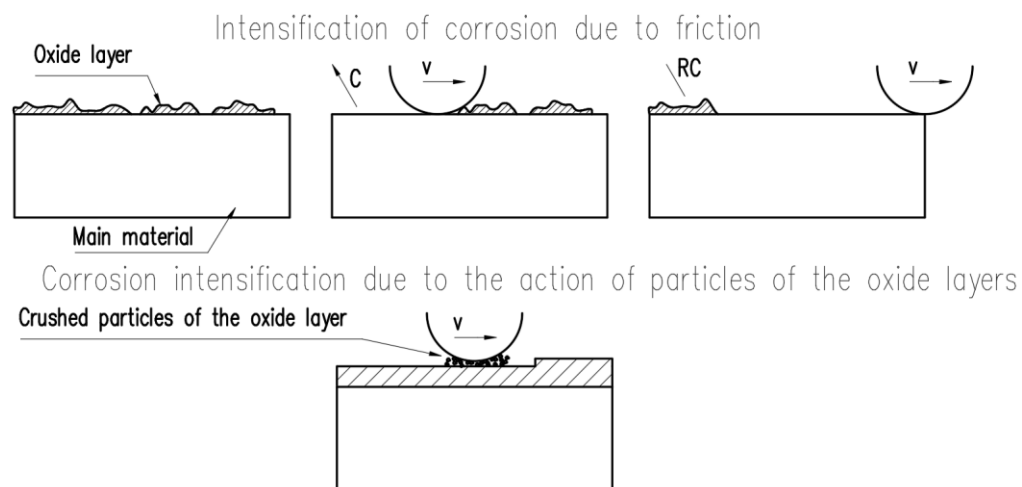 Intensification of corrosion due to friction
Oxide layer
C
V
RC
V
Main material
Corrosion intensification due to the action of particles of the oxide layers
Crushed particles of the oxide layer
V